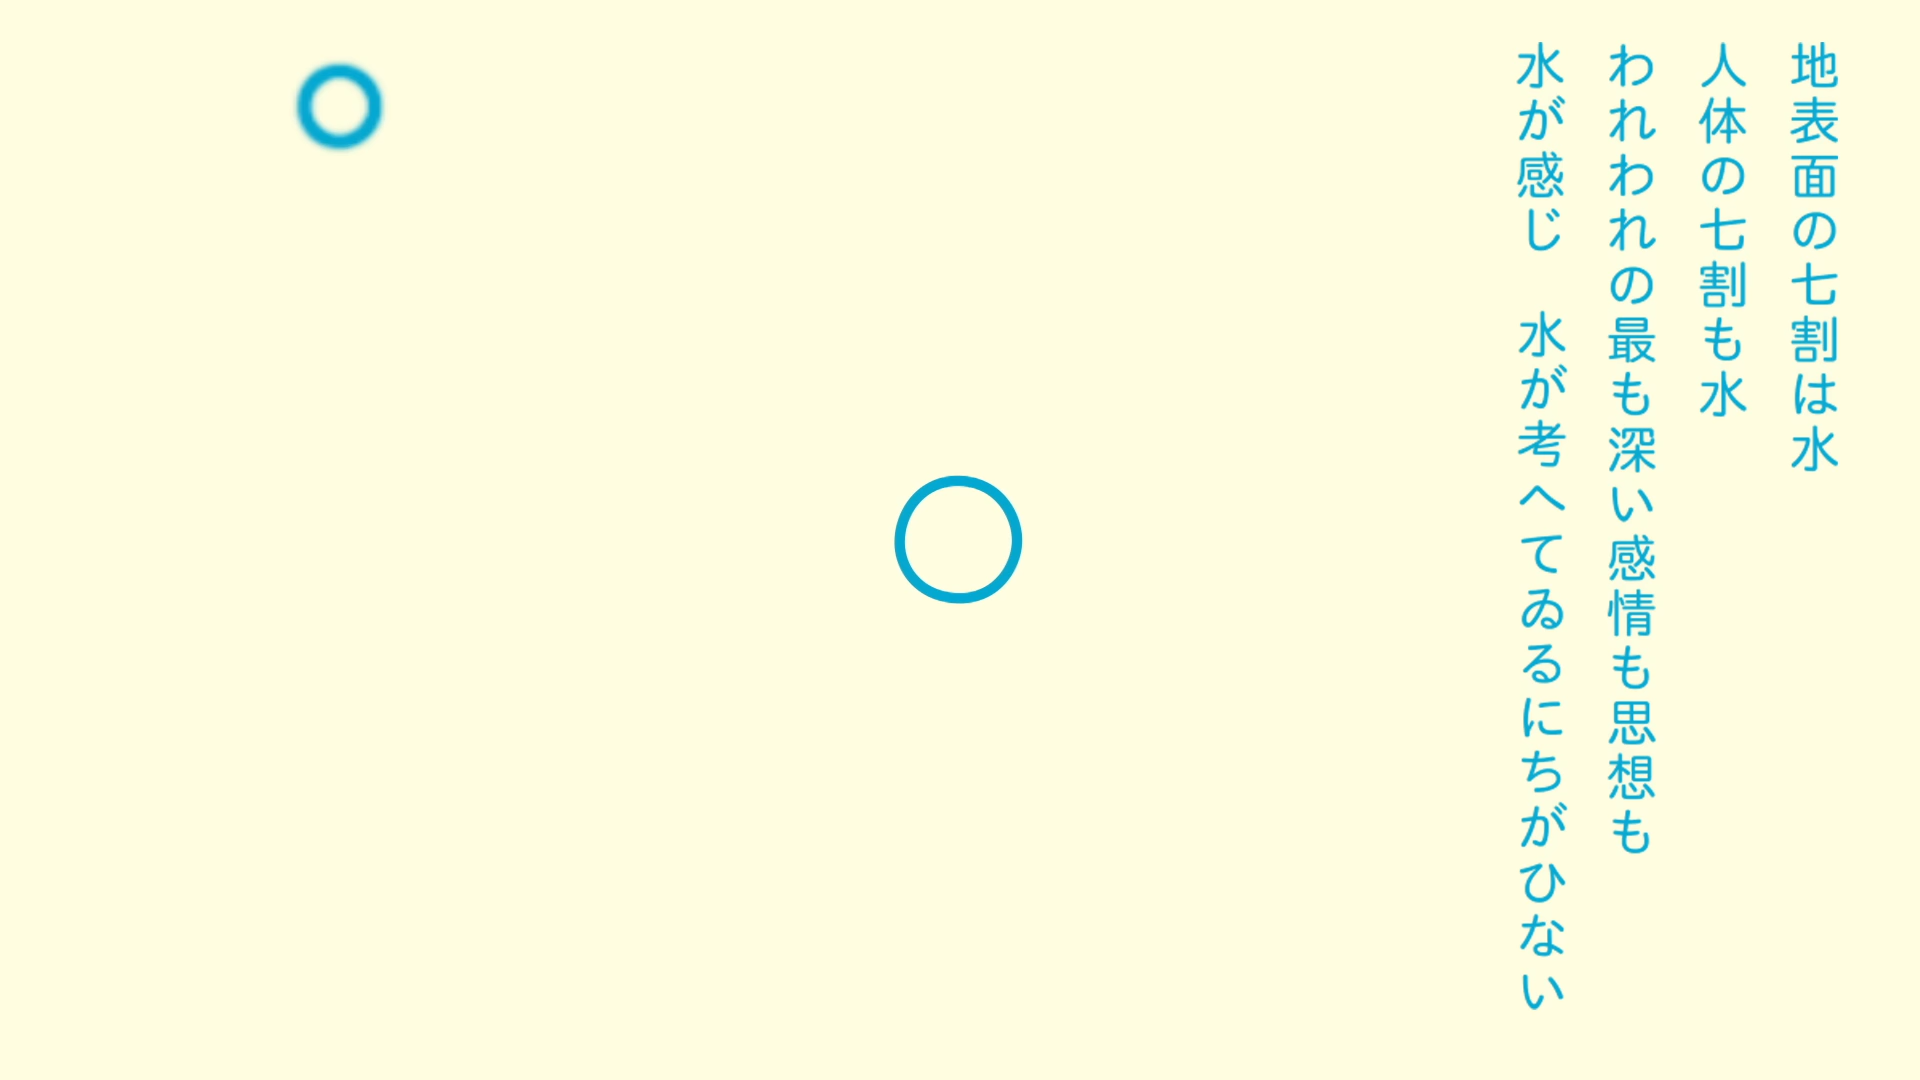 地表面の七割は水
人体の七割も水
われわれの最も深い感情も思想も
水が感じ　水が考へてゐるにちがひない